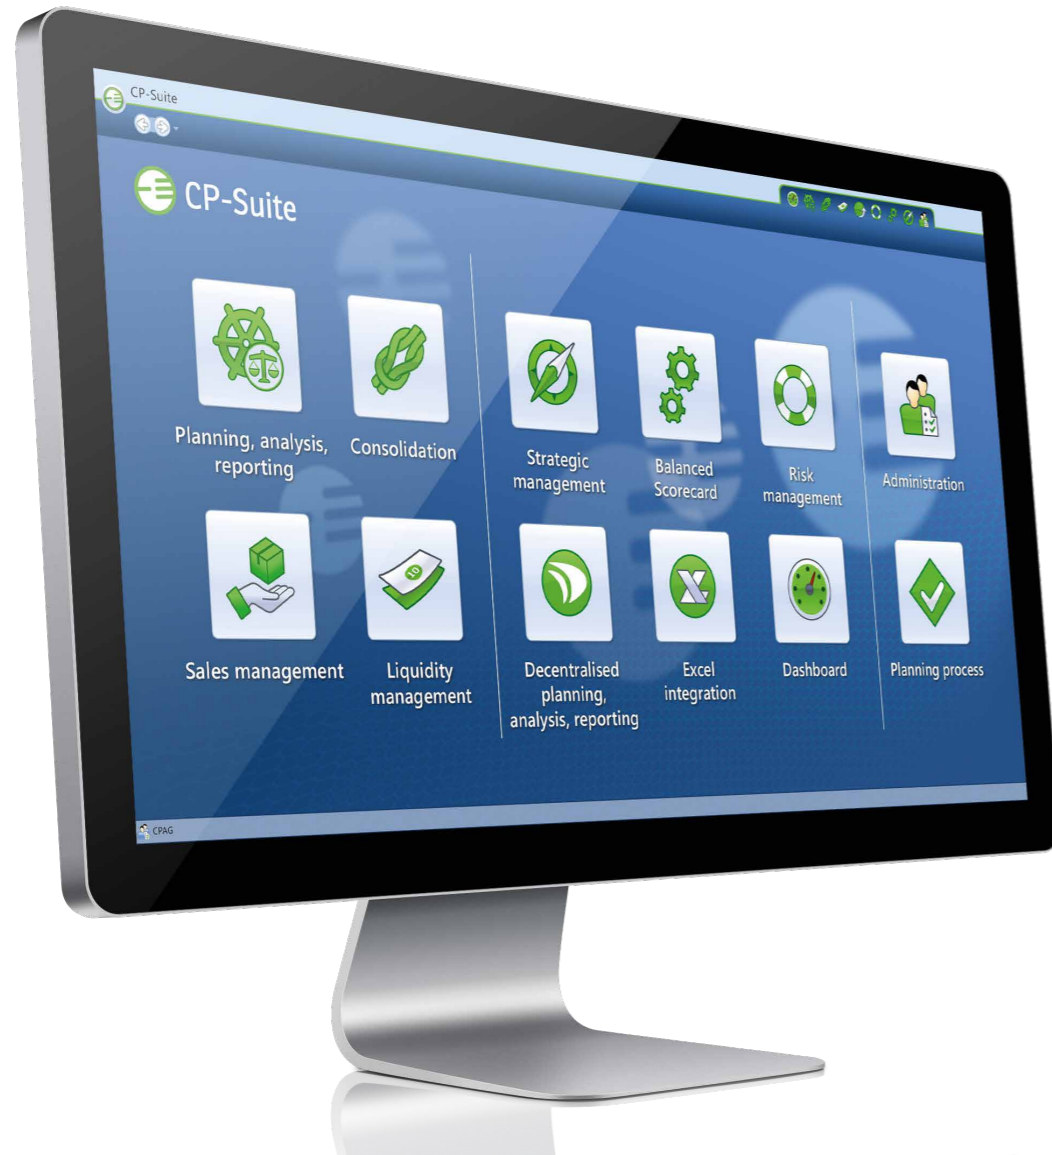 CP-Suite
CP-Suite
Planning, analysis,
reporting
Consolidation
Strategic
management
Balanced
Scorecard
Risk
management
Administration
Sales management
Liquidity
management
10
Decentralised
planning,
analysis, reporting
Excel
integration
Dashboard
Planning process
CPAG